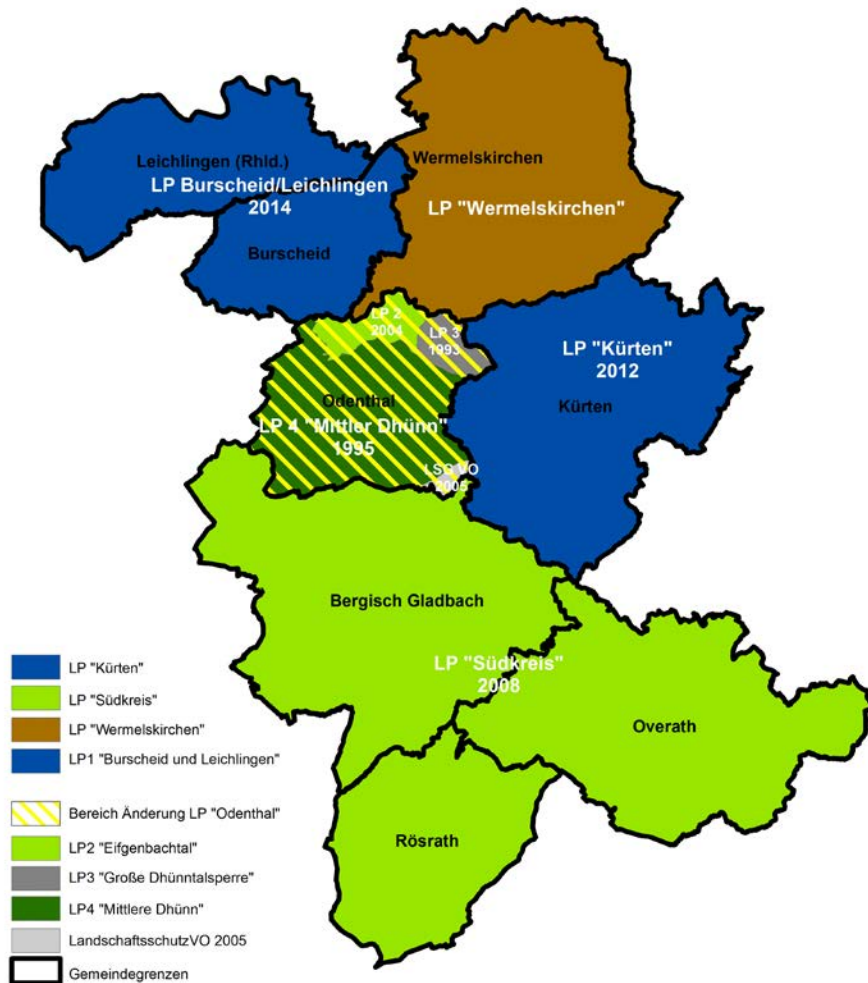 Leichlingen (Rhld.)
LP Burscheid/Leichlingen
2014
Burscheid
Wermelskirchen
LP "Wermelskirchen"
LP 2
2004
LP 3
1993
LP "Kürten"
2012
Kürten
Odenthal
LP 4 "Mittler Dhünn"
1995
LSG VO
2005
Bergisch Gladbach
LP "Südkreis"
2008
Overath
Rösrath
LP "Kürten"
LP "Südkreis"
LP "Wermelskirchen"
LP1 "Burscheid und Leichlingen"
Bereich Änderung LP "Odenthal"
LP2 "Eifgenbachtal"
LP3 "Große Dhünntalsperre"
LP4 "Mittlere Dhünn"
LandschaftsschutzVO 2005
Gemeindegrenzen